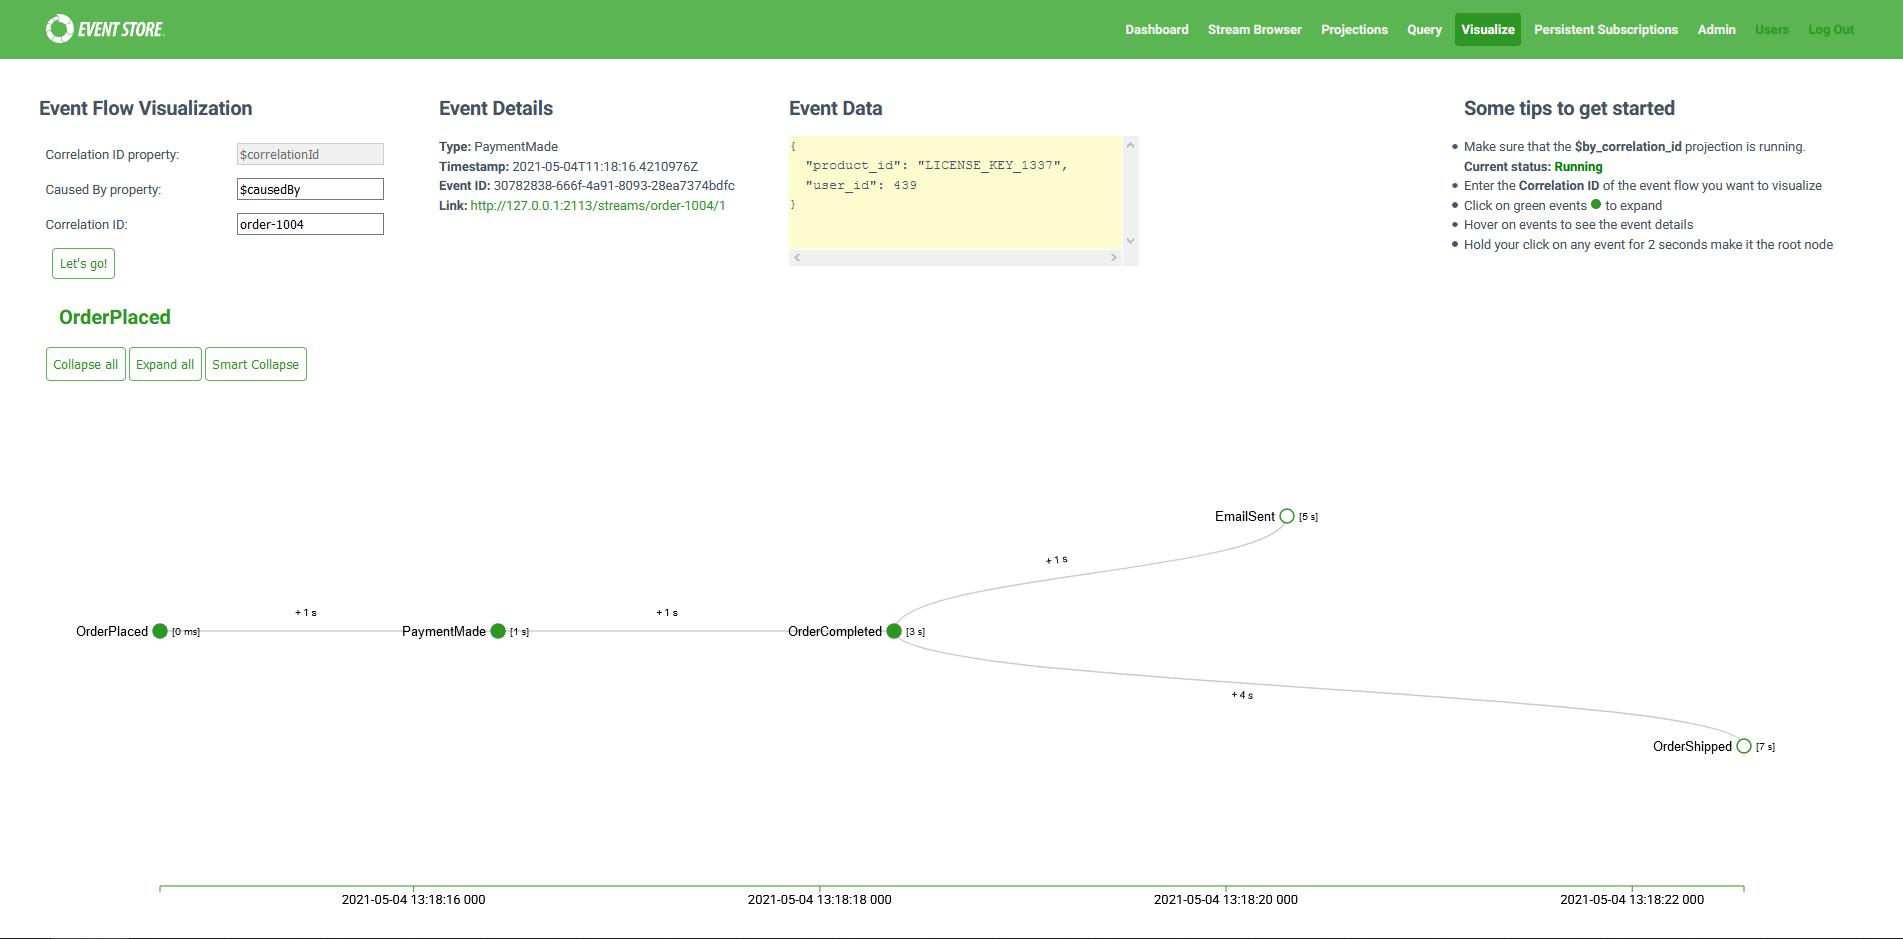 EVENT STORE
Dashboard Stream Browser Projections Query Visualize Persistent Subscriptions Admin Users Log Out
Event Flow Visualization
Correlation ID property: $correlationId
Caused By property: $causedBy
Correlation ID: order-1004
Let's go!
Event Details
Type: PaymentMade
Timestamp: 2021-05-04T11:18:16.4210976Z
Event ID: 30782838-666f-4a91-8093-28ea7374bdfc
Link: http://127.0.0.1:2113/streams/order-1004/1
Event Data
{
"product_id": "LICENSE_KEY_1337",
"user_id": 439
}
Some tips to get started
Make sure that the $by_correlation_id projection is running.
Current status: Running
Enter the Correlation ID of the event flow you want to visualize
Click on green events to expand
Hover on events to see the event details
Hold your click on any event for 2 seconds make it the root node
OrderPlaced
Collapse all Expand all Smart Collapse
EmailSent [5 s]
+ 1 s
+ 1 s + 1 s
OrderPlaced [0 ms] PaymentMade [1 s] OrderCompleted [3 s]
+ 4 s
OrderShipped [7 s]
2021-05-04 13:18:16 000 2021-05-04 13:18:18 000 2021-05-04 13:18:20 000 2021-05-04 13:18:22 000